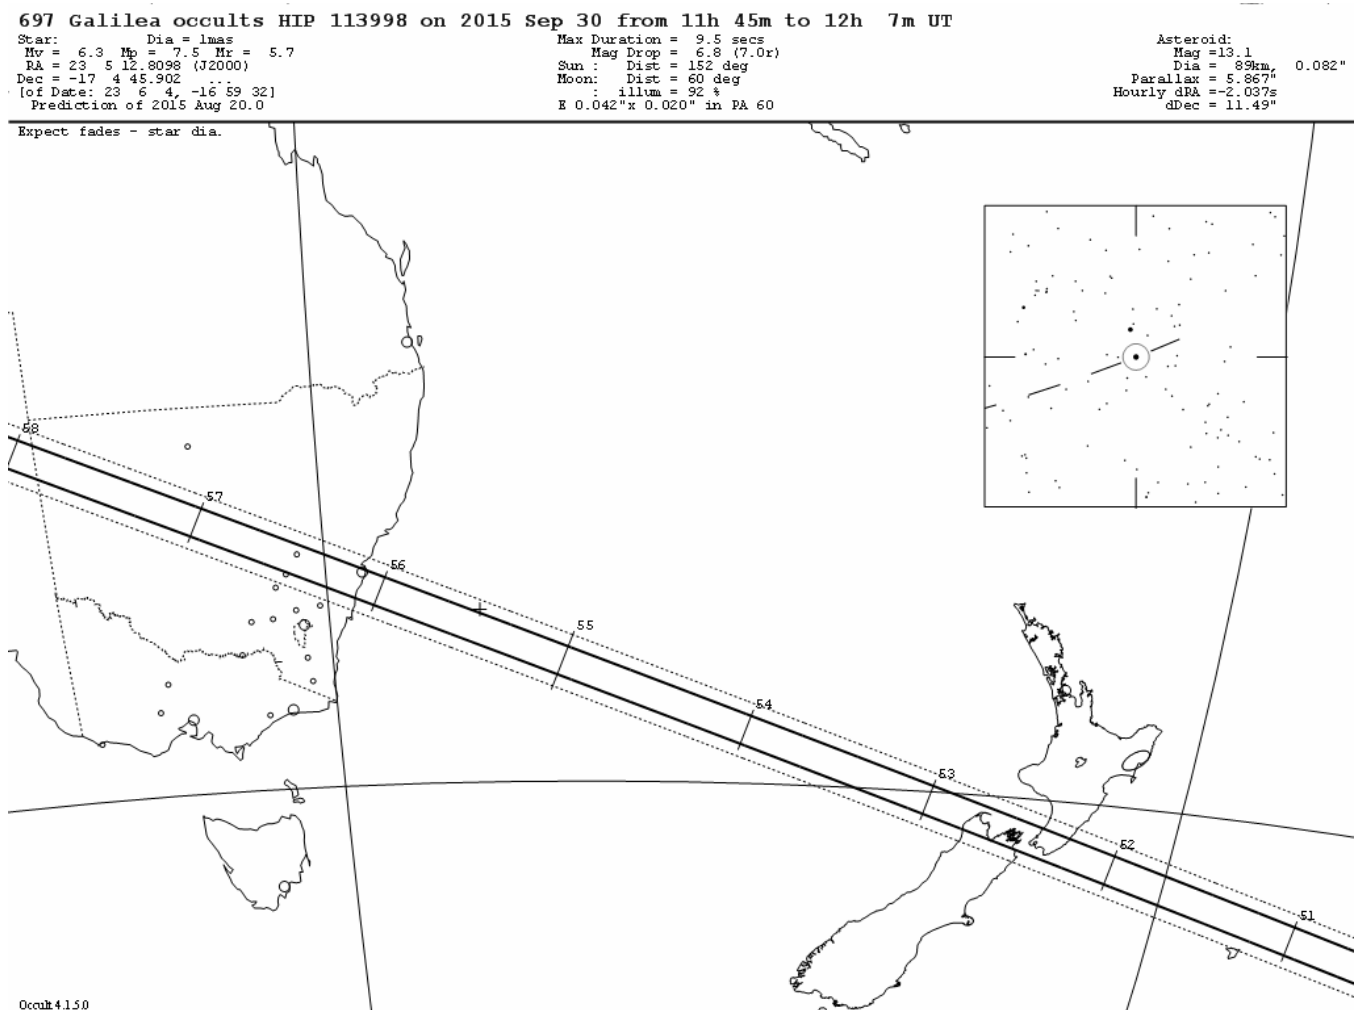 697 Galilea occults HIP 113998 on 2015 Sep 30 from 11h 45m to 12h  7m UT
Star:            Dia = 1mas
Mv =  6.3  Mp =  7.5  Mr =  5.7
RA = 23  5 12.8098 (J2000)
Dec = -17  4 45.902  ...
[of Date: 23  6  4, -16 59 32]
Prediction of 2015 Aug 20.0
Max Duration =  9.5 secs
Mag Drop =  6.8 (7.0r)
Sun :   Dist = 152 deg
Moon:   Dist = 60 deg
:  illum = 92 %
E 0.042"x 0.020" in PA 60
Asteroid:
Mag =13.1
Dia =  89km,  0.082"
Parallax = 5.867"
Hourly dRA =-2.037s
dDec = 11.49"
Expect fades - star dia.
58
57
56
55
54
53
52
51
Occult 4.1.5.0